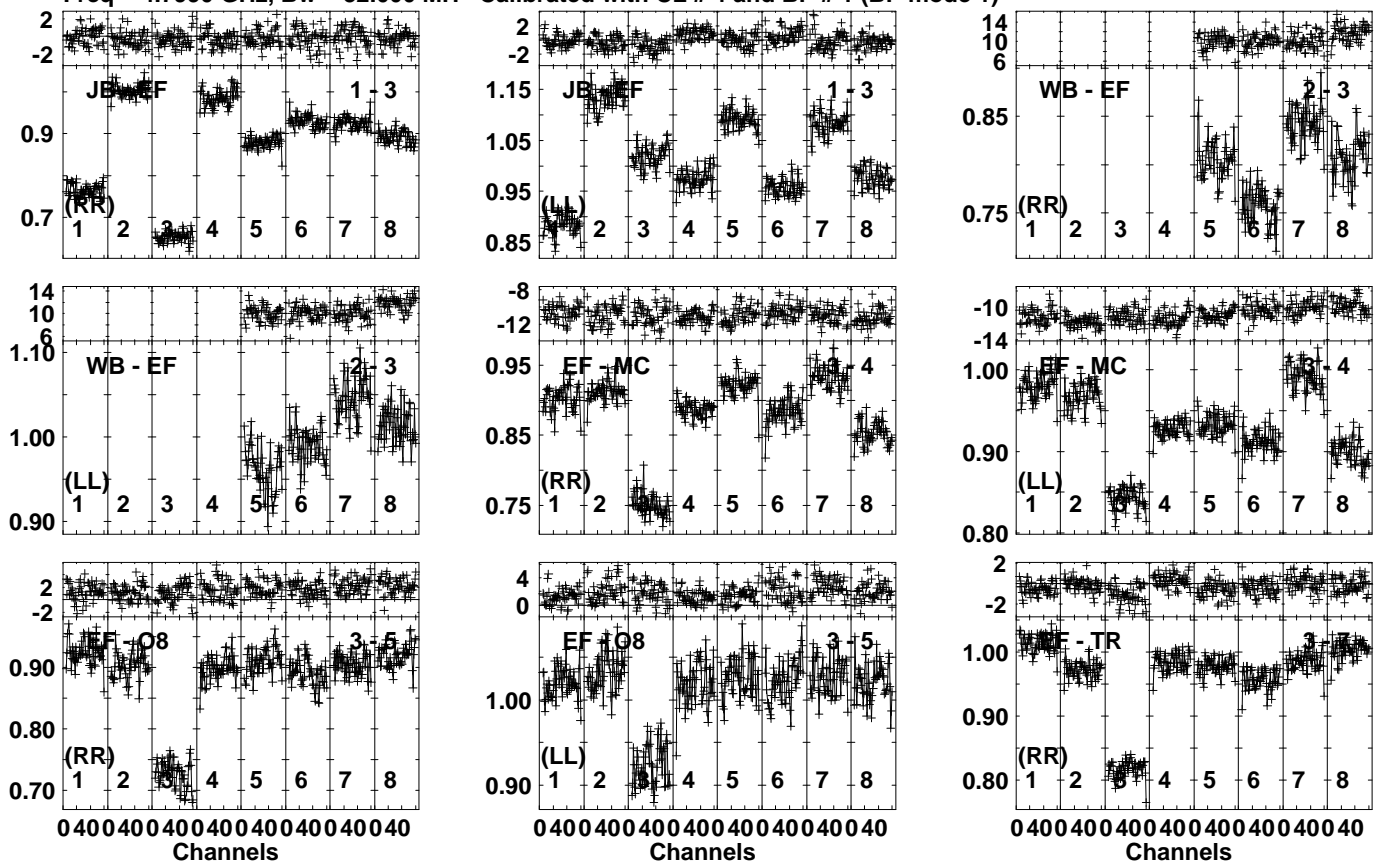 Calibrated with CL # 4 and BP # 1 (BP mode 1)
2
-2
JB - EF
1 - 3
0.9
0.7
(RR)
1 2 3 4 5 6 7 8
2
-2
JB - EF
1 - 3
1.15
1.05
0.95
0.85
(LL)
1 2 3 4 5 6 7 8
14
10
6
WB - EF
2 - 3
0.85
0.75
(RR)
1 2 3 4 5 6 7 8
14
10
6
WB - EF
2 - 3
1.10
1.00
0.90
(LL)
1 2 3 4 5 6 7 8
-8
-12
EF - MC
3 - 4
0.95
0.85
0.75
(RR)
1 2 3 4 5 6 7 8
-10
-14
EF - MC
3 - 4
1.00
0.90
0.80
(LL)
1 2 3 4 5 6 7 8
2
-2
EF - O8
3 - 5
0.90
0.80
0.70
(RR)
1 2 3 4 5 6 7 8
0 40 0 40 0 40 0 40 0 40 0 40 0 40 0 40
Channels
4
0
EF - O8
3 - 5
1.00
0.90
(LL)
1 2 3 4 5 6 7 8
0 40 0 40 0 40 0 40 0 40 0 40 0 40 0 40
Channels
2
-2
EF - TR
3 - 7
1.00
0.90
0.80
(RR)
1 2 3 4 5 6 7 8
0 40 0 40 0 40 0 40 0 40 0 40 0 40 0 40
Channels